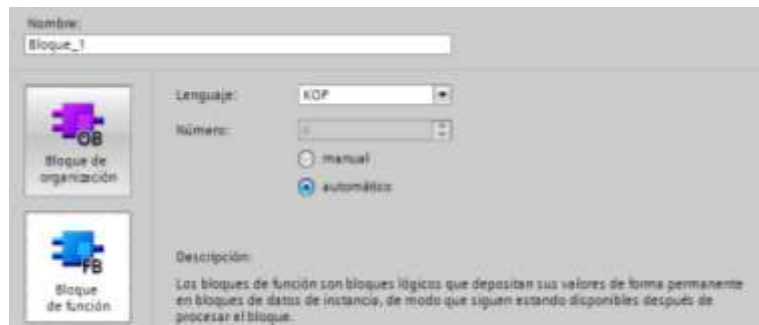 Nombre:
Bloque_1
Lenguaje:
KOP
Número:
manual
automático
OB
Bloque de
organización
FB
Bloque
de función
Descripción:
Los bloques de función son bloques lógicos que depositan sus valores de forma permanente
en bloques de datos de instancia, de modo que siguen estando disponibles después de
procesar el bloque.